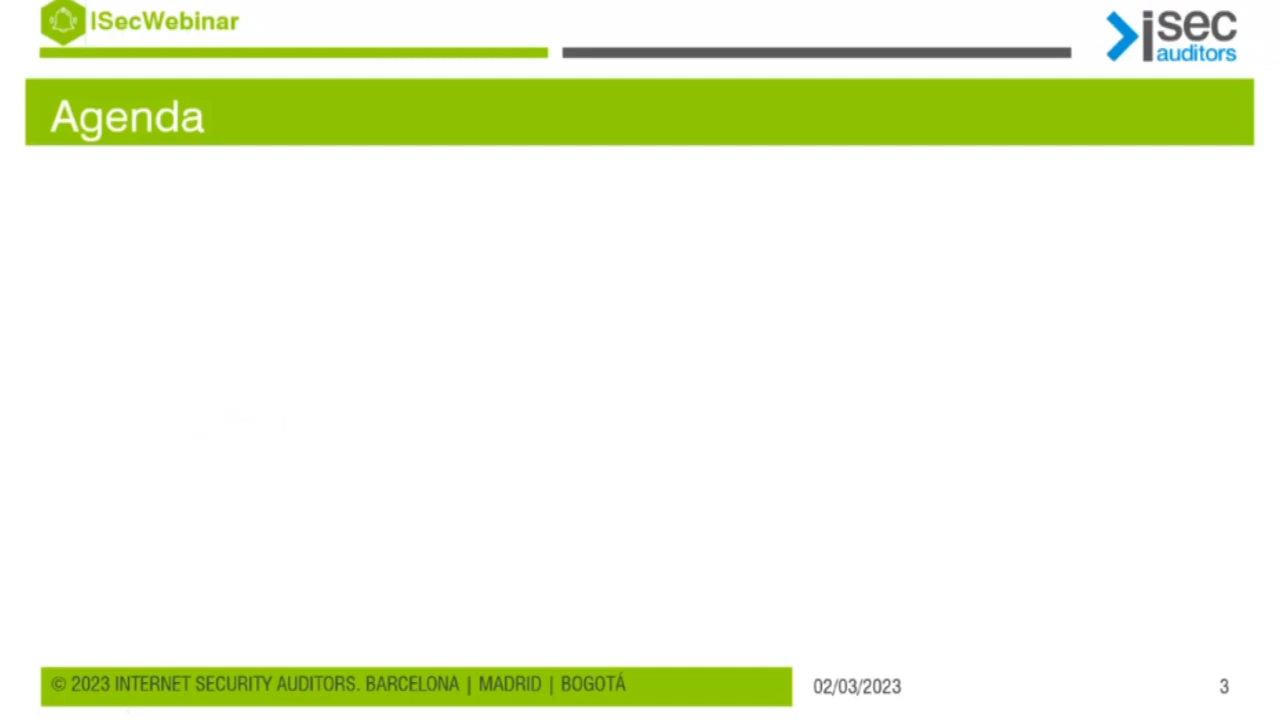 ISecWebinar
isec
auditors
Agenda
© 2023 INTERNET SECURITY AUDITORS. BARCELONA | MADRID | BOGOTÁ
02/03/2023
3